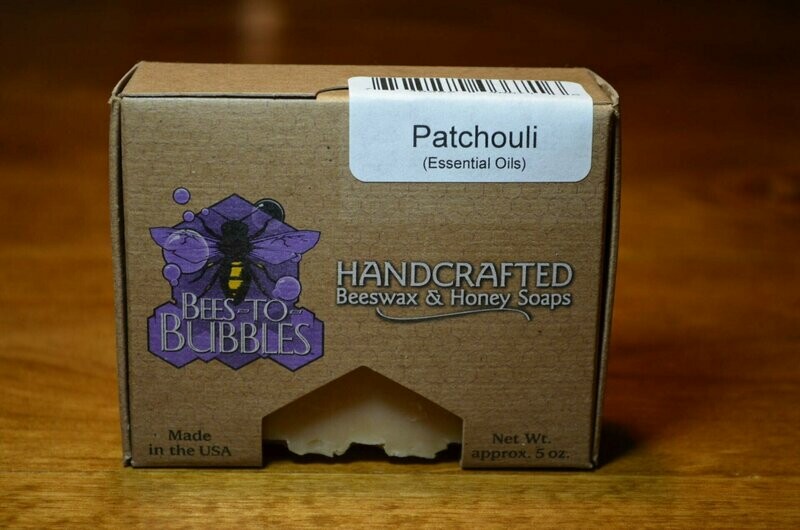 Patchouli
(Essential Oils)
BEES-TO-
BUBBLES
HANDCRAFTED
Beeswax & Honey Soaps
Made
in the USA
Net Wt.
approx. 5 oz.